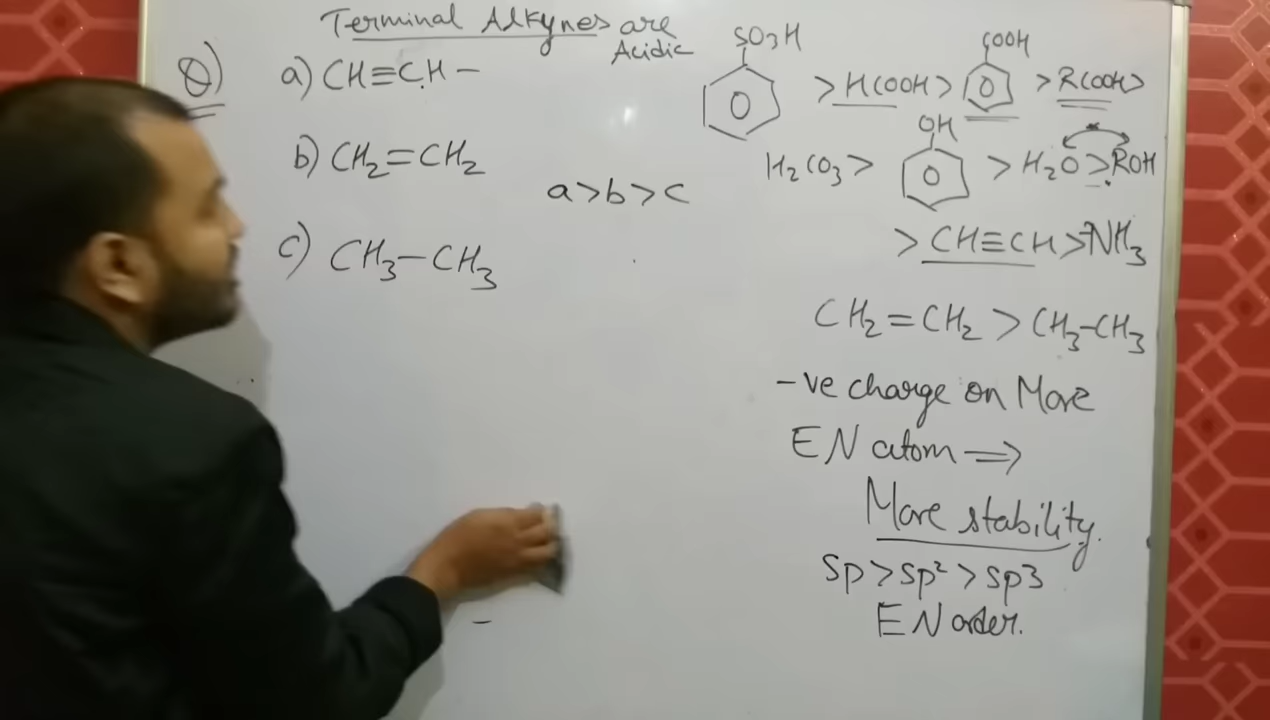 Terminal Alkynes are
Acidic
Q)
a) CH≡CH –
b) CH2=CH2
c) CH3–CH3
a>b>c
SO3H
>HCOOH>
COOH
>RCOOH>
H2CO3>
OH
>H2O>ROH
>CH≡CH>NH3
CH2=CH2>CH3–CH3
-ve charge on More
EN atom ⇒
More stability.
Sp>Sp²>Sp3
EN order.